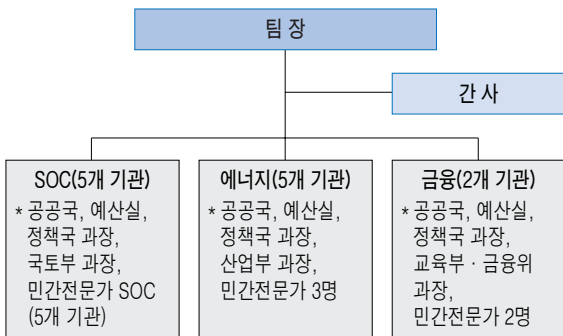 팀 장
간 사
SOC(5개 기관)
* 공공국, 예산실,
정책국 과장,
국토부 과장,
민간전문가 SOC
(5개 기관)
에너지(5개 기관)
* 공공국, 예산실,
정책국 과장,
산업부 과장,
민간전문가 3명
금융(2개 기관)
* 공공국, 예산실,
정책국 과장,
교육부 · 금융위
과장,
민간전문가 2명